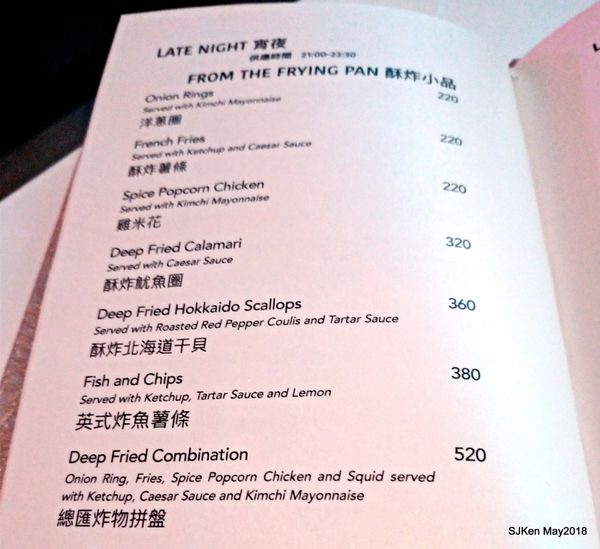 LATE NIGHT 宵夜
供應時間 21:00-23:30
FROM THE FRYING PAN 酥炸小品
Onion Rings 220
Served with Kimchi Mayonnaise
洋蔥圈
French Fries 220
Served with Ketchup and Caesar Sauce
酥炸薯條
Spice Popcorn Chicken 220
Served with Kimchi Mayonnaise
雞米花
Deep Fried Calamari 320
Served with Caesar Sauce
酥炸魷魚圈
Deep Fried Hokkaido Scallops 360
Served with Roasted Red Pepper Coulis and Tartar Sauce
酥炸北海道干貝
Fish and Chips 380
Served with Ketchup, Tartar Sauce and Lemon
英式炸魚薯條
Deep Fried Combination 520
Onion Ring, Fries, Spice Popcorn Chicken and Squid served
with Ketchup, Caesar Sauce and Kimchi Mayonnaise
總匯炸物拼盤
SJKen May2018